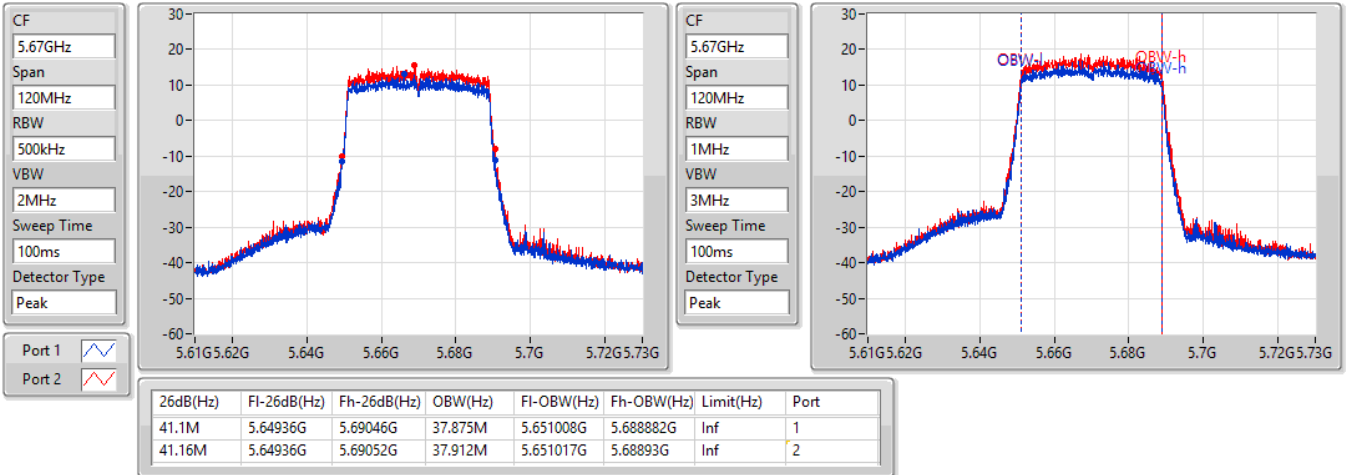 CF
5.67GHz
Span
120MHz
RBW
500kHz
VBW
2MHz
Sweep Time
100ms
Detector Type
Peak
30
20
10
0
-10
-20
-30
-40
-50
-60
5.61G 5.62G 5.64G 5.66G 5.68G 5.7G 5.72G 5.73G
CF
5.67GHz
Span
120MHz
RBW
1MHz
VBW
3MHz
Sweep Time
100ms
Detector Type
Peak
30
20
10
0
-10
-20
-30
-40
-50
-60
OBW-l
OBW-h
OBW-h
5.61G 5.62G 5.64G 5.66G 5.68G 5.7G 5.72G 5.73G
Port 1
Port 2
26dB(Hz) Fl-26dB(Hz) Fh-26dB(Hz) OBW(Hz) Fl-OBW(Hz) Fh-OBW(Hz) Limit(Hz) Port
41.1M 5.64936G 5.69046G 37.875M 5.651008G 5.688882G Inf 1
41.16M 5.64936G 5.69052G 37.912M 5.651017G 5.68893G Inf 2